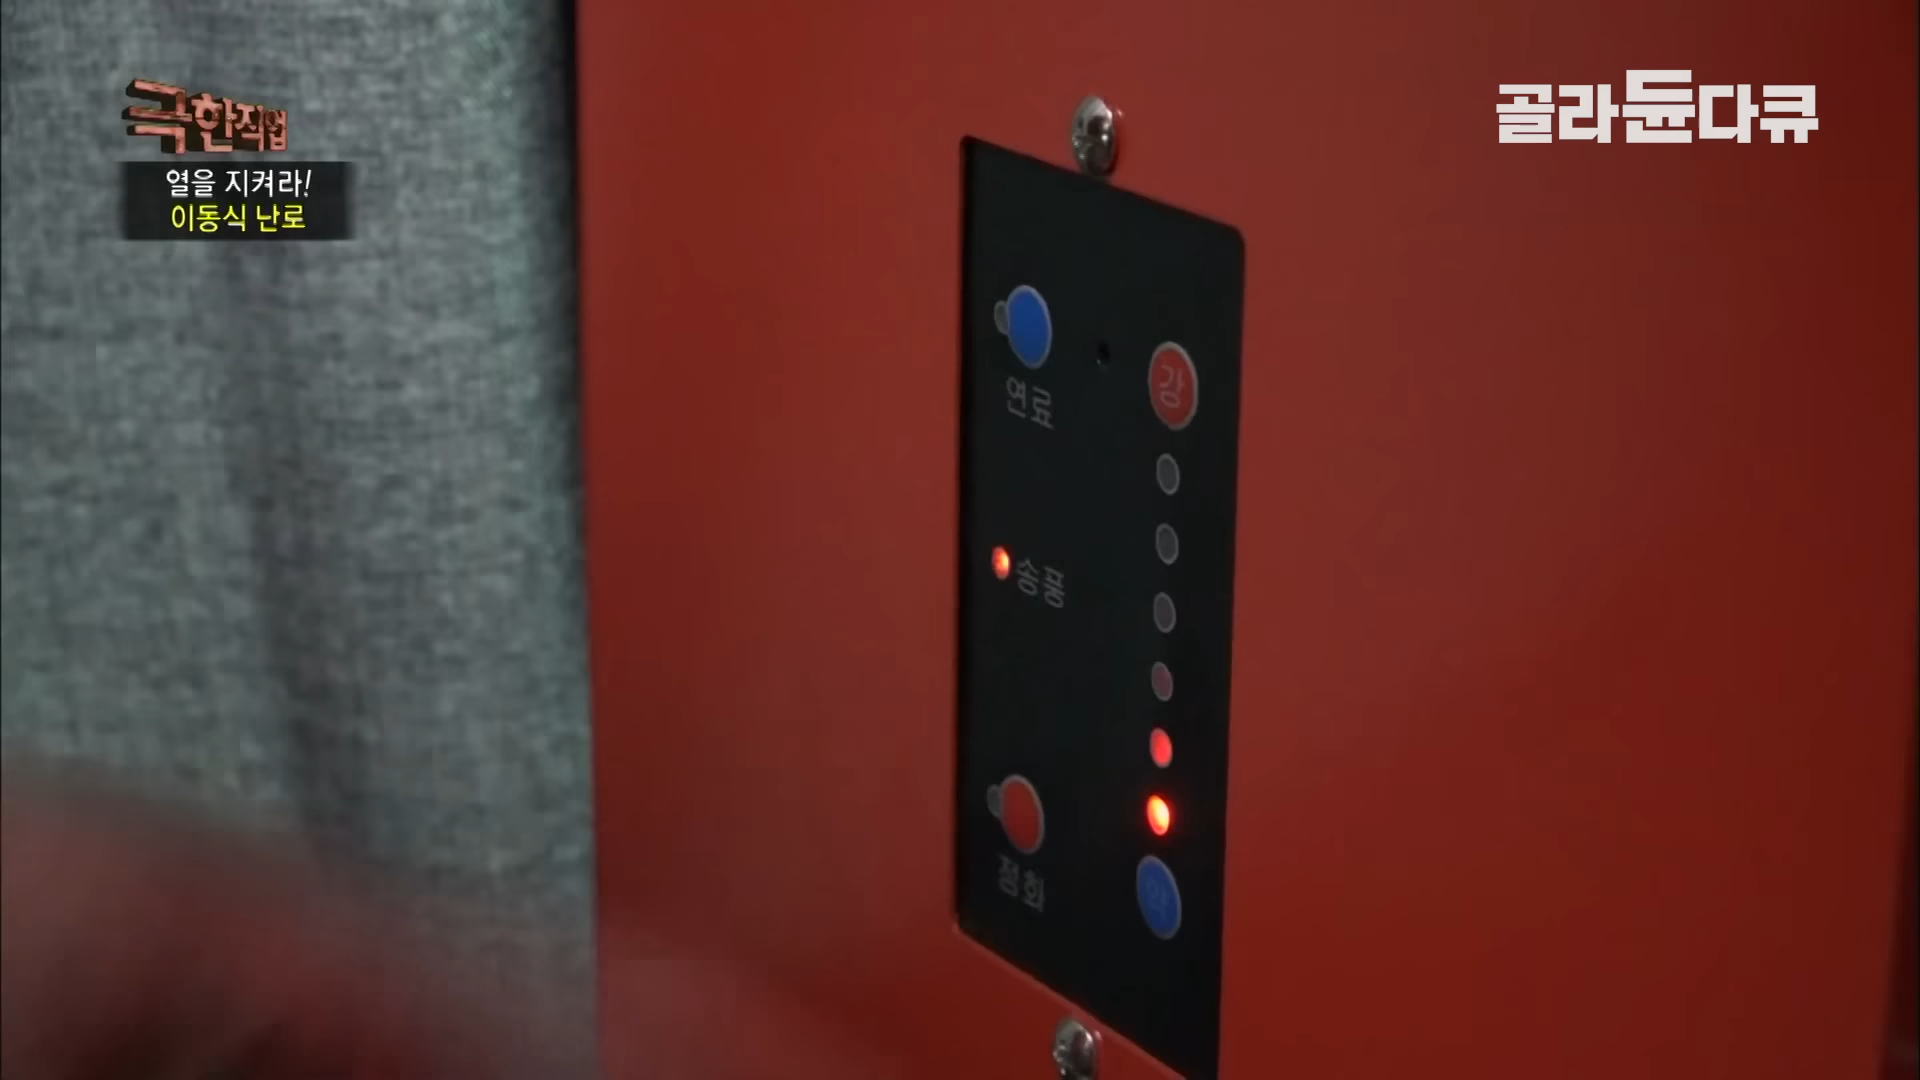 극한직업
열을 지켜라!
이동식 난로
골라듄다큐
강
연료
송풍
점화
약